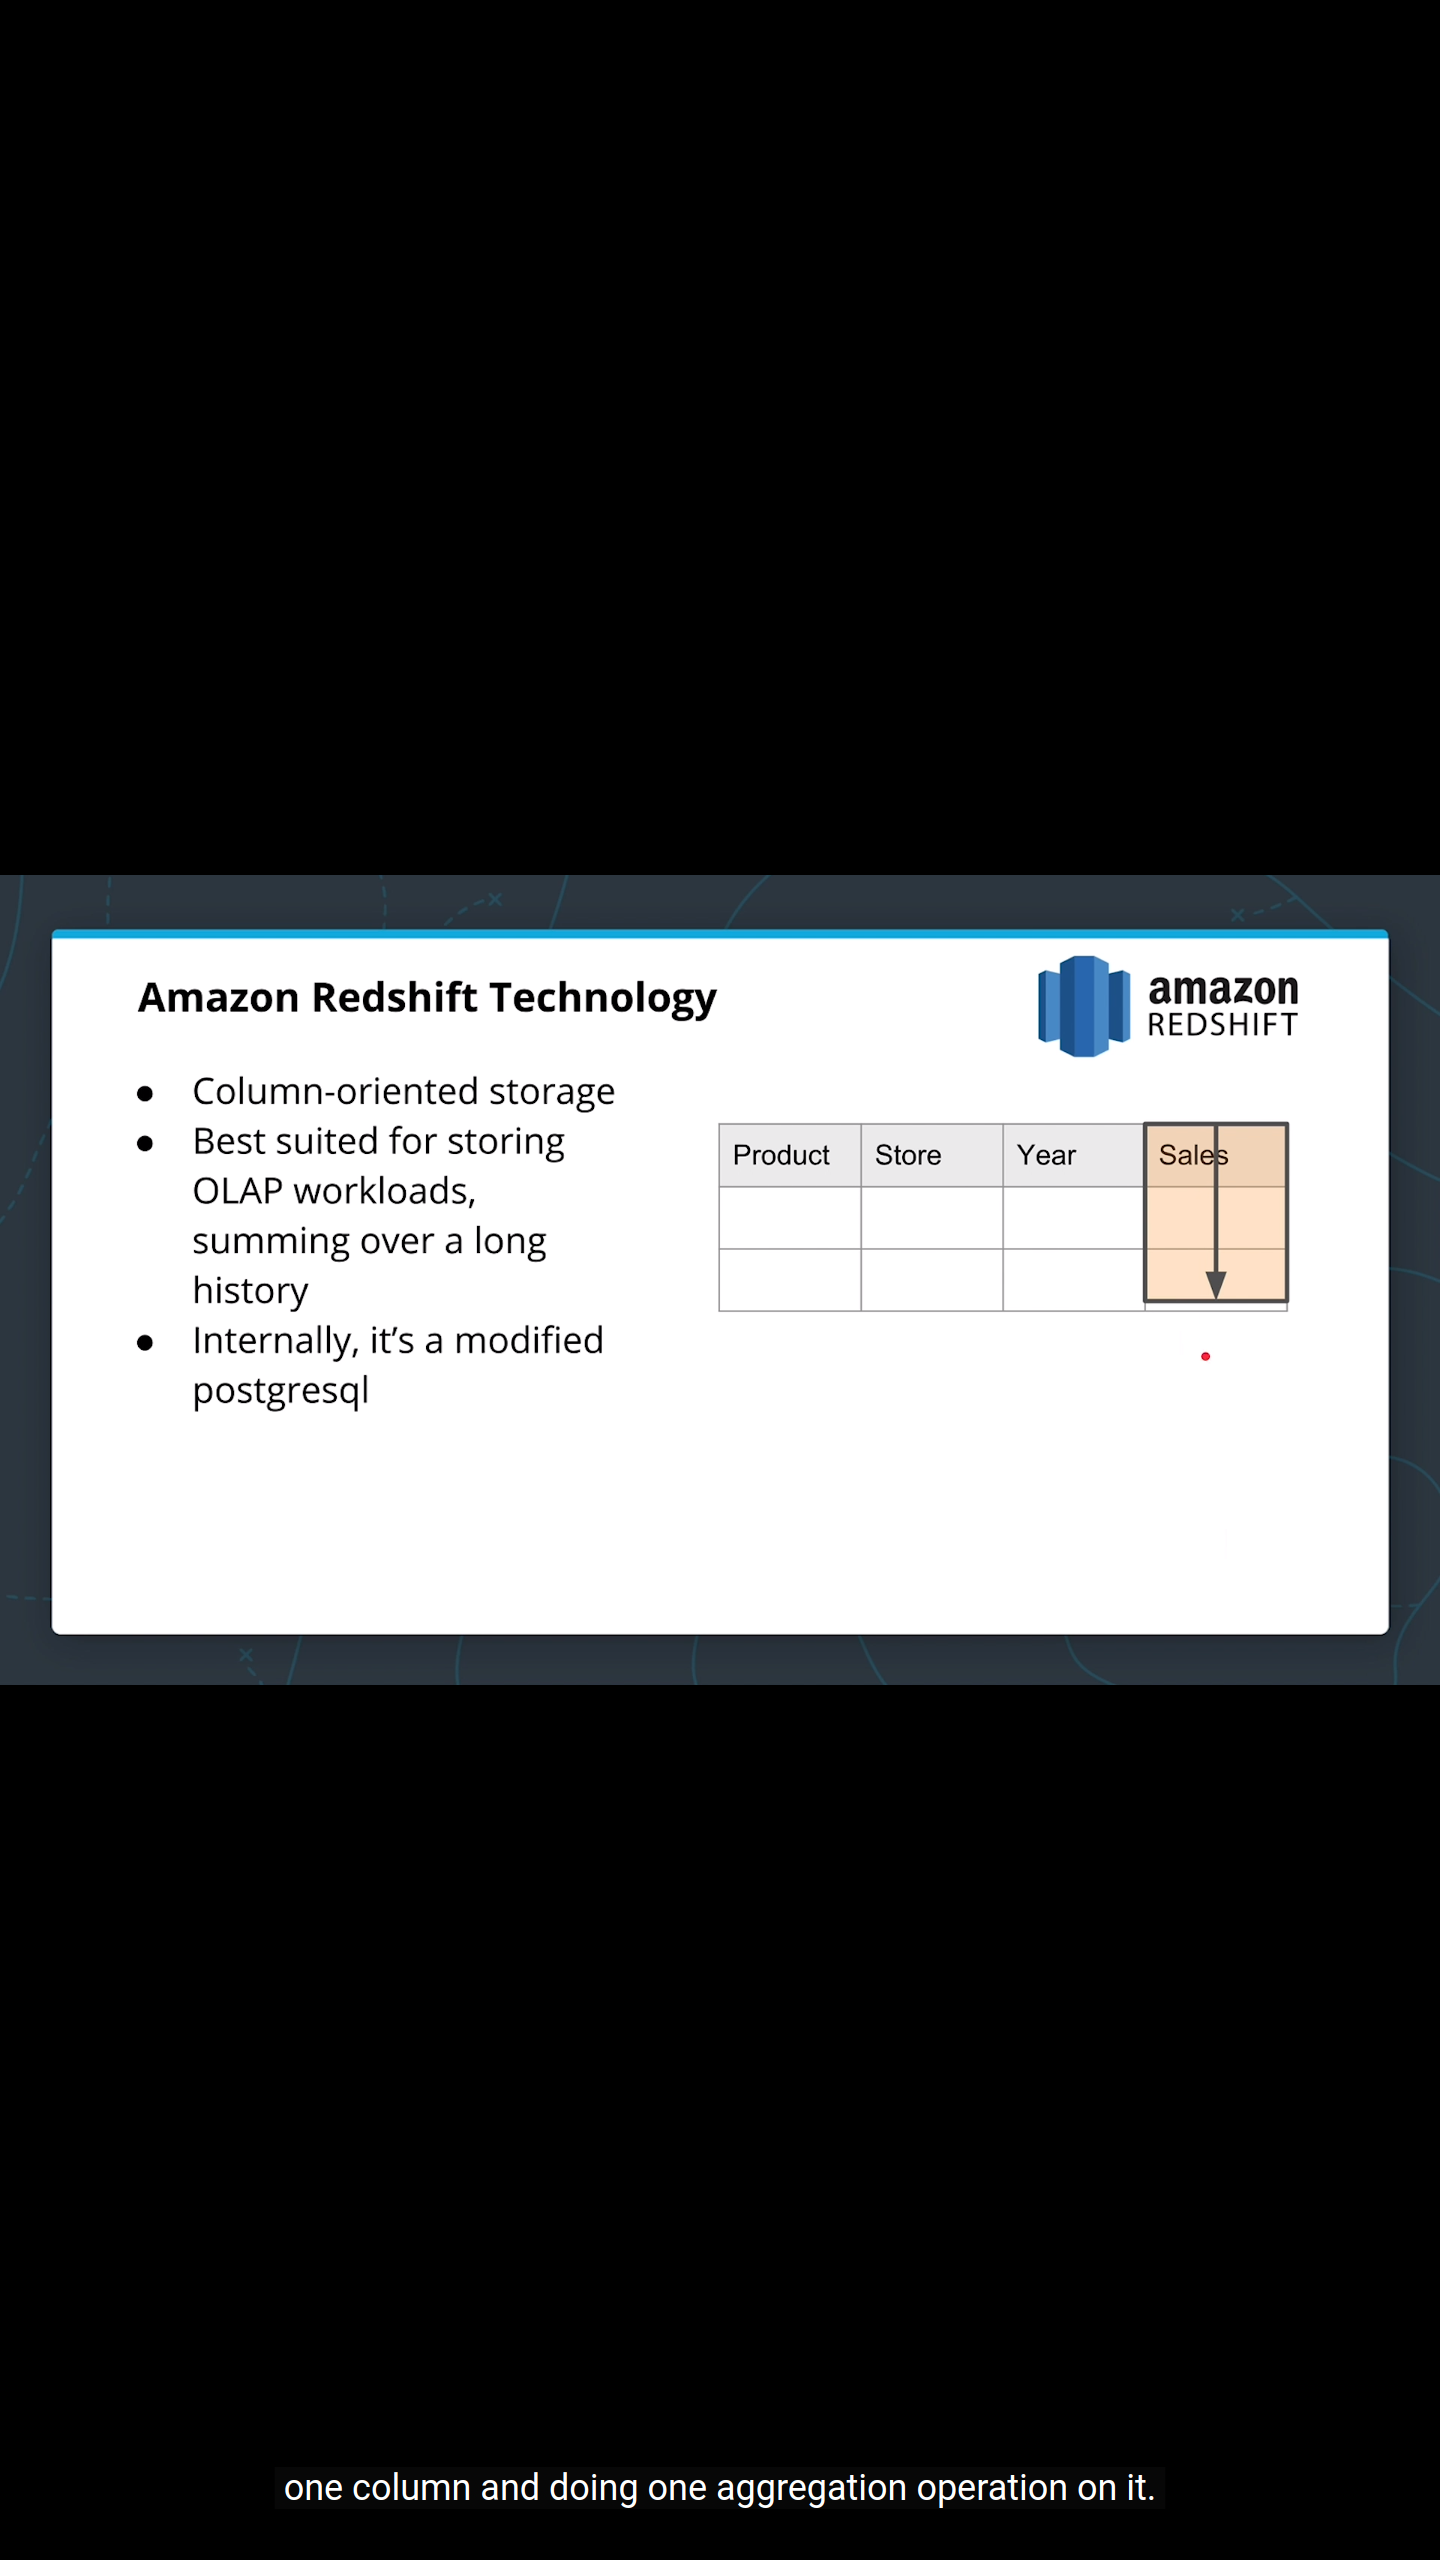 Amazon Redshift Technology
amazon
REDSHIFT
● Column-oriented storage
● Best suited for storing
OLAP workloads,
summing over a long
history
● Internally, it’s a modified
postgresql
Product Store Year Sales
one column and doing one aggregation operation on it.